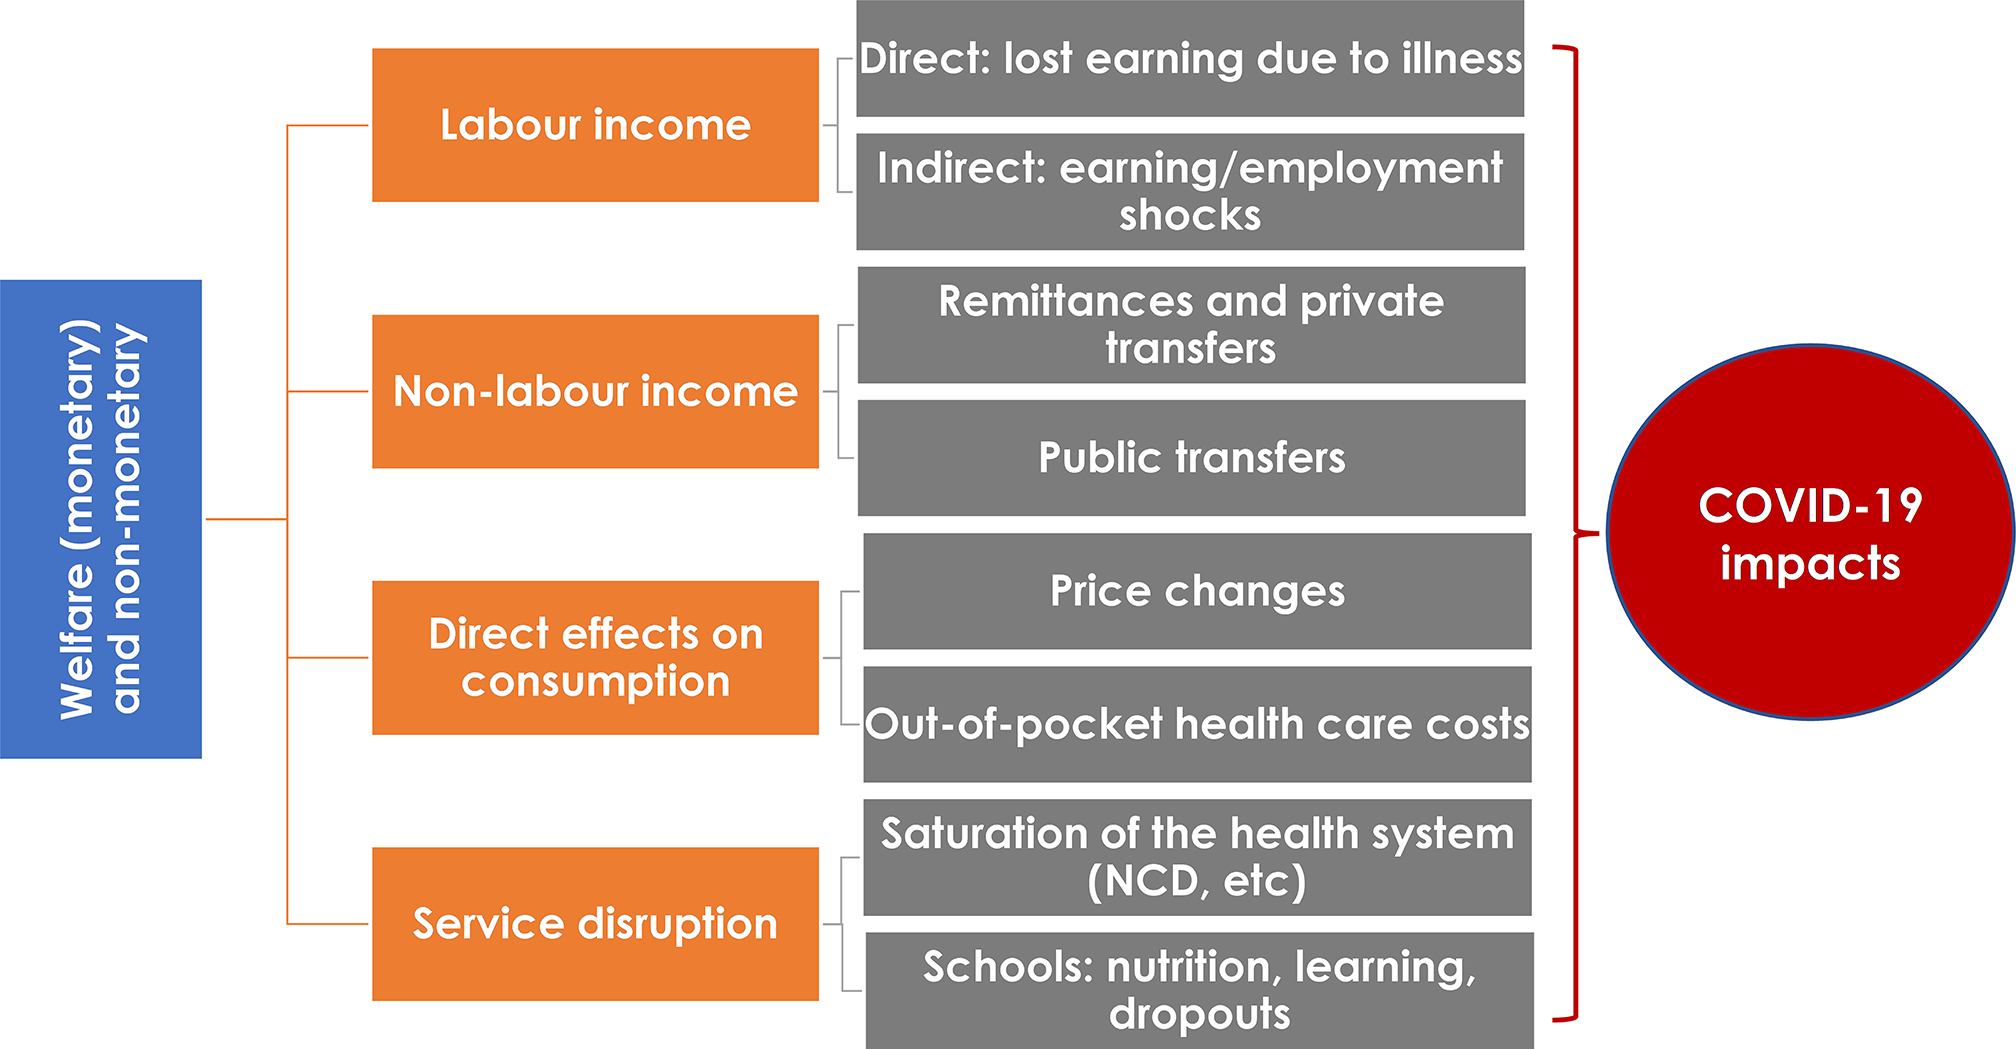 Welfare (monetary)
and non-monetary
Labour income
Direct: lost earning due to illness
Indirect: earning/employment
shocks
Non-labour income
Remittances and private
transfers
Public transfers
Direct effects on
consumption
Price changes
Out-of-pocket health care costs
Service disruption
Saturation of the health system
(NCD, etc)
Schools: nutrition, learning,
dropouts
COVID-19
impacts